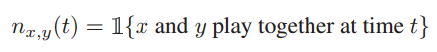 n_{x,y}(t) = 𝟙{x and y play together at time t}